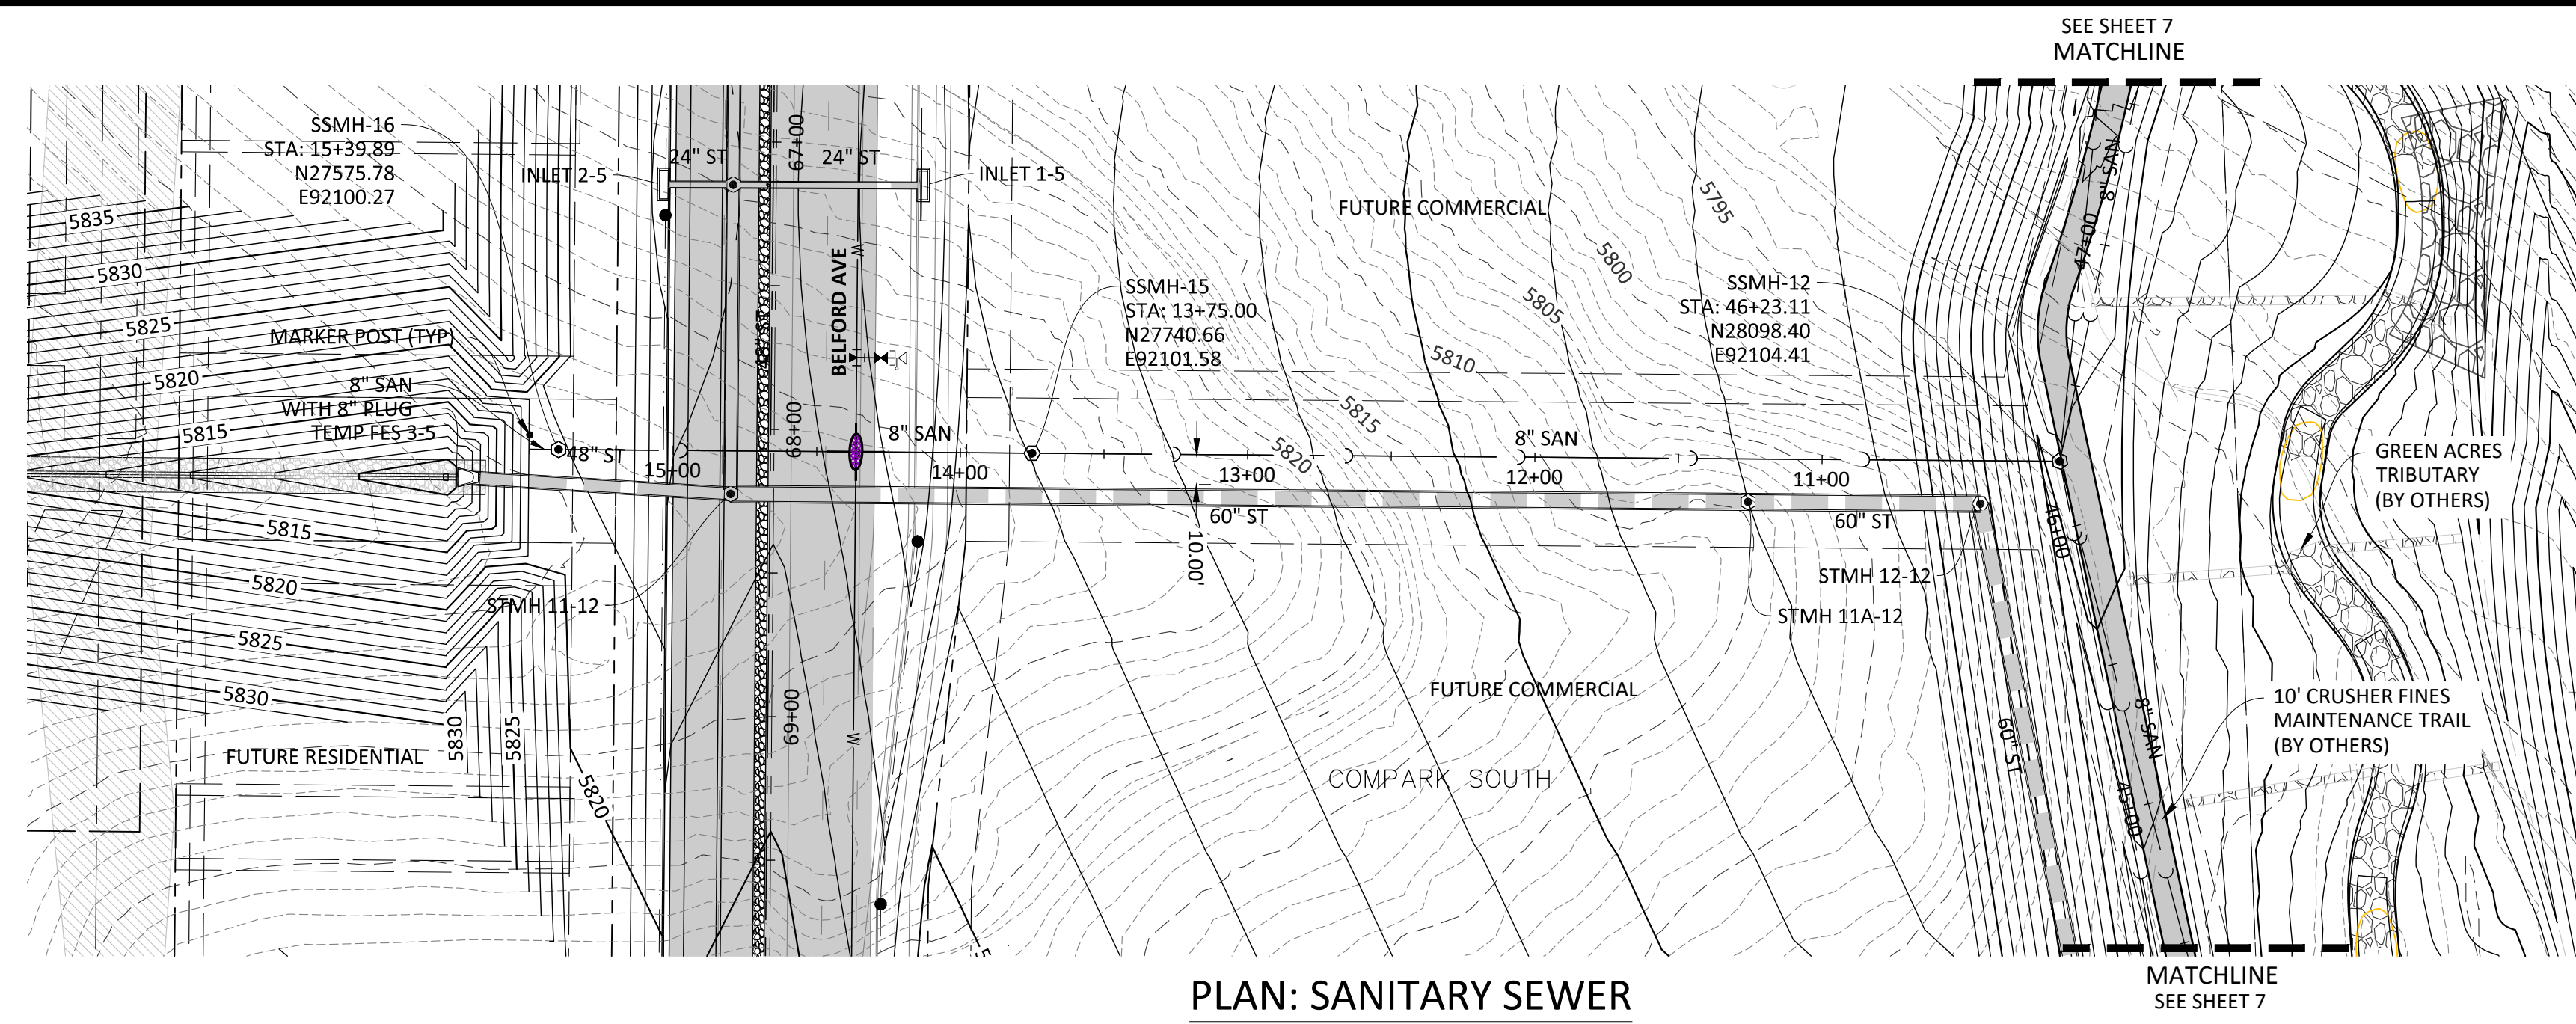 SEE SHEET 7
MATCHLINE
SSMH-16
STA: 15+39.89
N27575.78
E92100.27
24" ST
67+00
24" ST
INLET 2-5
INLET 1-5
5835
5830
5825
5820
5815
MARKER POST (TYP)
8" SAN
WITH 8" PLUG
TEMP FES 3-5
48" ST
BELFORD AVE
48" ST
W
68+00
8" SAN
15+00
14+00
SSMH-15
STA: 13+75.00
N27740.66
E92101.58
FUTURE COMMERCIAL
5795
5800
5805
5810
5815
5820
SSMH-12
STA: 46+23.11
N28098.40
E92104.41
8" SAN
47+00
8" SAN
13+00
12+00
11+00
60" ST
60" ST
10.00'
46+00
GREEN ACRES
TRIBUTARY
(BY OTHERS)
5815
5820
5825
5830
STMH 11-12
STMH 12-12
STMH 11A-12
FUTURE RESIDENTIAL
5830
5825
5820
69+00
W
FUTURE COMMERCIAL
COMPARK SOUTH
60" ST
8" SAN
45+00
10' CRUSHER FINES
MAINTENANCE TRAIL
(BY OTHERS)
PLAN: SANITARY SEWER
MATCHLINE
SEE SHEET 7